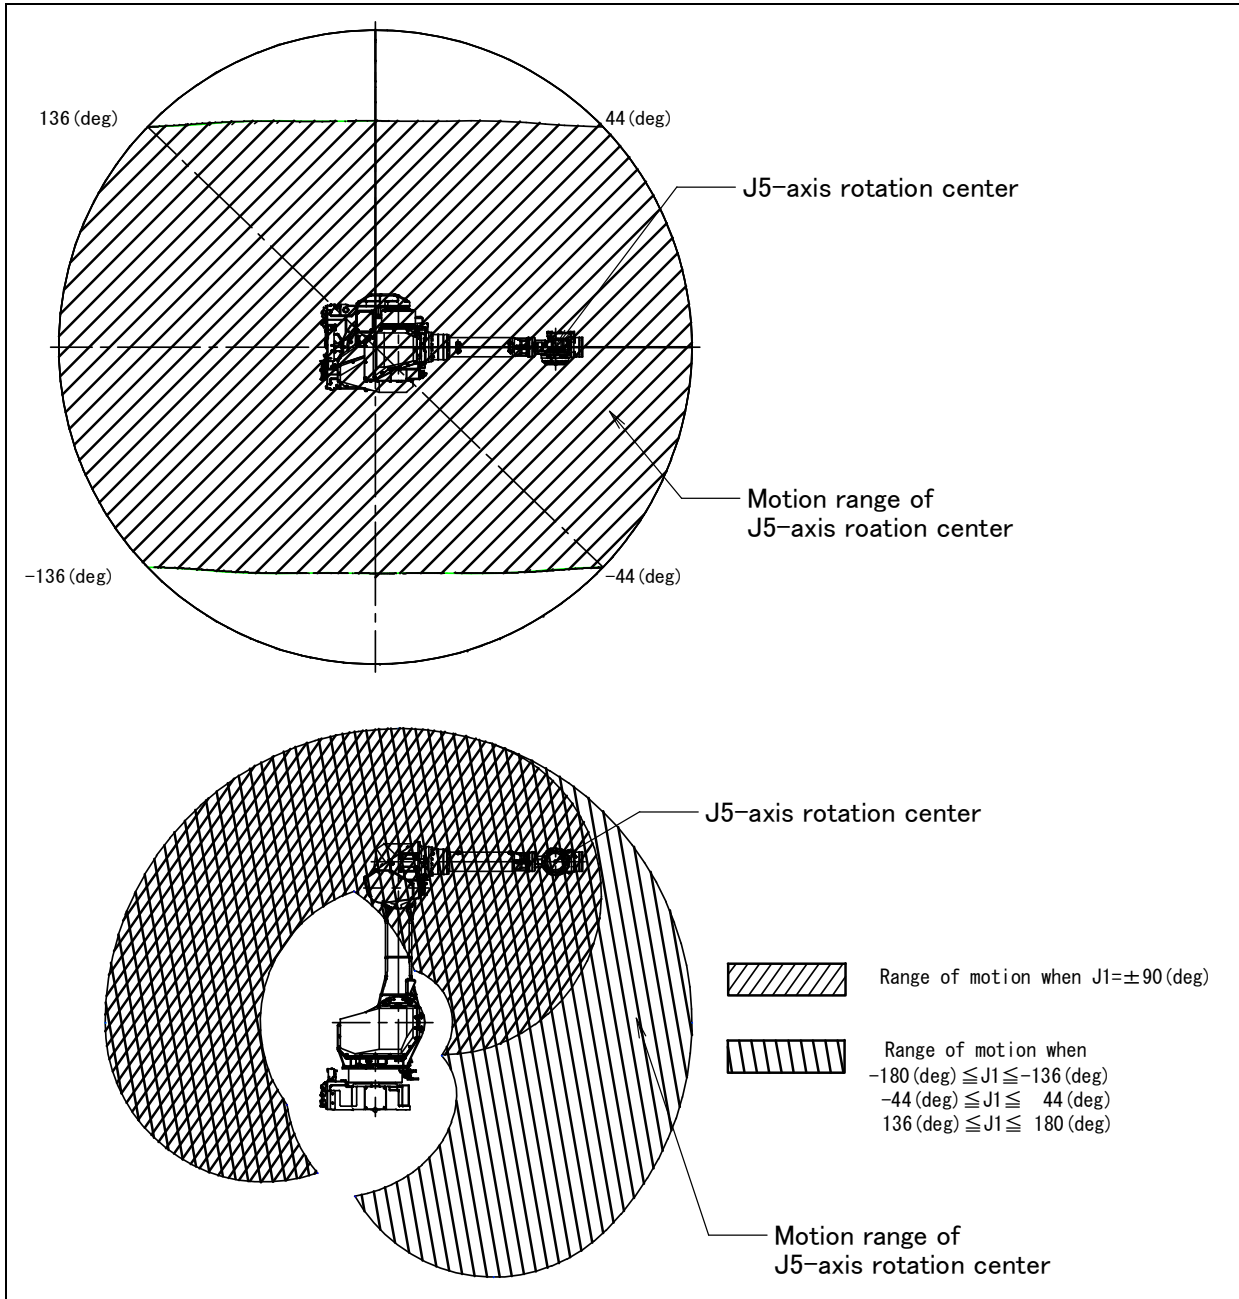 136(deg)
44(deg)
J5-axis rotation center
Motion range of
J5-axis roation center
-136(deg)
-44(deg)
J5-axis rotation center
Range of motion when J1=±90(deg)
Range of motion when
-180(deg)≦J1≦-136(deg)
-44(deg)≦J1≦ 44(deg)
136(deg)≦J1≦ 180(deg)
Motion range of
J5-axis rotation center